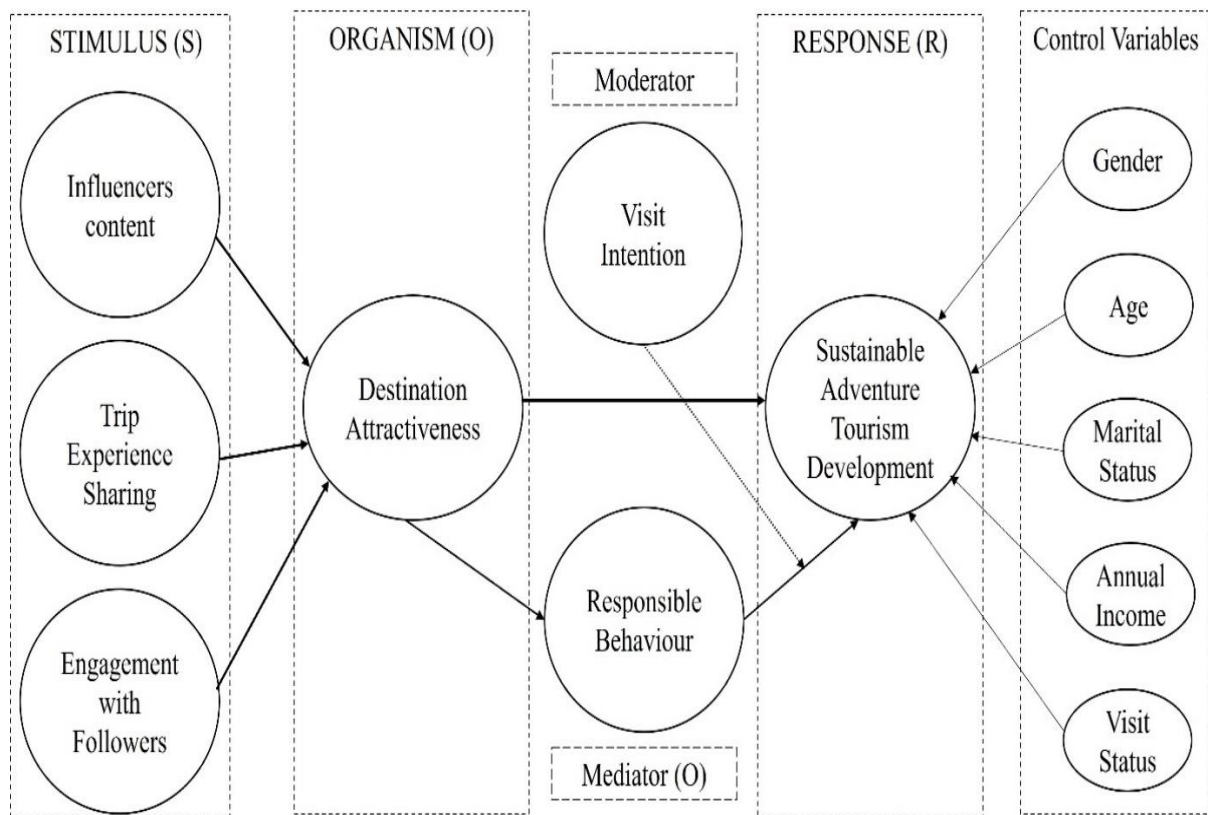 STIMULUS (S)
Influencers
content
Trip
Experience
Sharing
Engagement
with
Followers
ORGANISM (O)
Destination
Attractiveness
Moderator
Visit
Intention
Responsible
Behaviour
Mediator (O)
RESPONSE (R)
Sustainable
Adventure
Tourism
Development
Control Variables
Gender
Age
Marital
Status
Annual
Income
Visit
Status